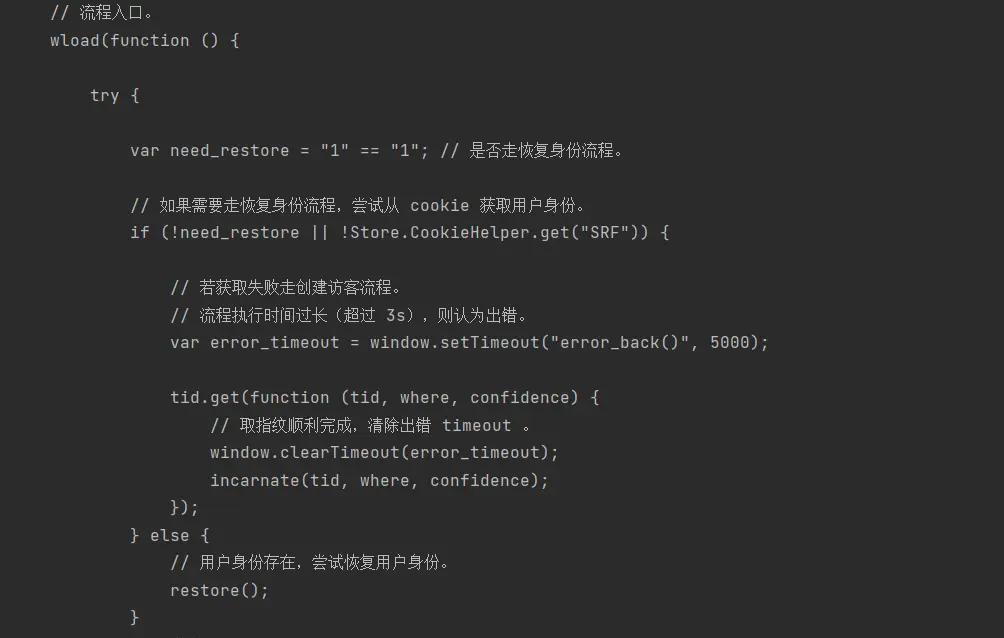 // 流程入口。
wload(function () {
try {
var need_restore = "1" == "1"; // 是否走恢复身份流程。
// 如果需要走恢复身份流程，尝试从 cookie 获取用户身份。
if (!need_restore || !Store.CookieHelper.get("SRF")) {
// 若获取失败走创建访客流程。
// 流程执行时间过长（超过 3s），则认为出错。
var error_timeout = window.setTimeout("error_back()", 5000);
tid.get(function (tid, where, confidence) {
// 取指纹顺利完成，清除出错 timeout 。
window.clearTimeout(error_timeout);
incarnate(tid, where, confidence);
});
} else {
// 用户身份存在，尝试恢复用户身份。
restore();
}